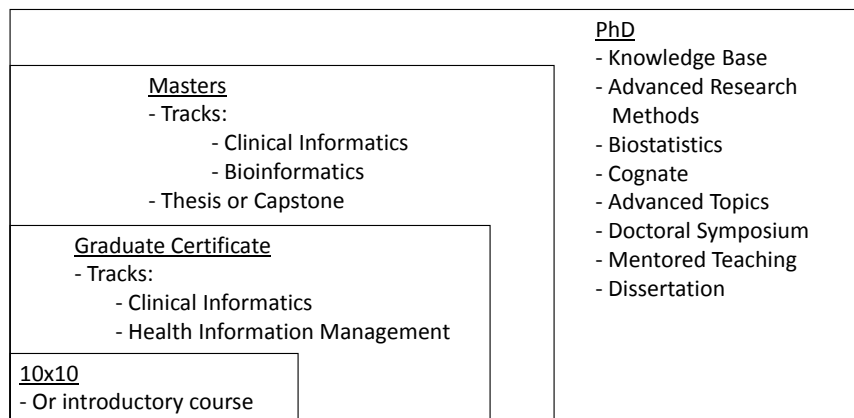 PhD
- Knowledge Base
- Advanced Research
Methods
- Biostatistics
- Cognate
- Advanced Topics
- Doctoral Symposium
- Mentored Teaching
- Dissertation
Masters
- Tracks:
- Clinical Informatics
- Bioinformatics
- Thesis or Capstone
Graduate Certificate
- Tracks:
- Clinical Informatics
- Health Information Management
10x10
- Or introductory course